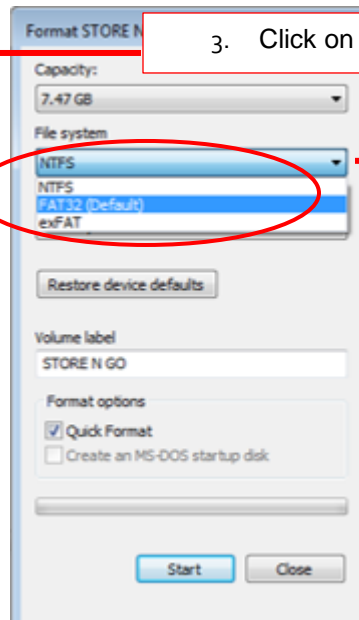 Format STORE N
3. Click on
Capacity:
7.47 GB
File system
NTFS
NTFS
FAT32 (Default)
exFAT
Restore device defaults
Volume label
STORE N GO
Format options
Quick Format
Create an MS-DOS startup disk
Start
Close